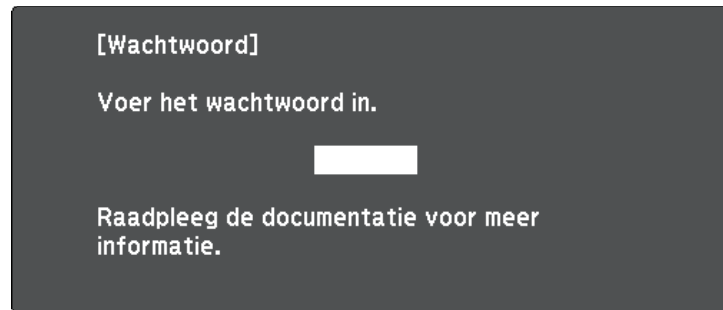 [Wachtwoord]
Voer het wachtwoord in.
Raadpleeg de documentatie voor meer
informatie.